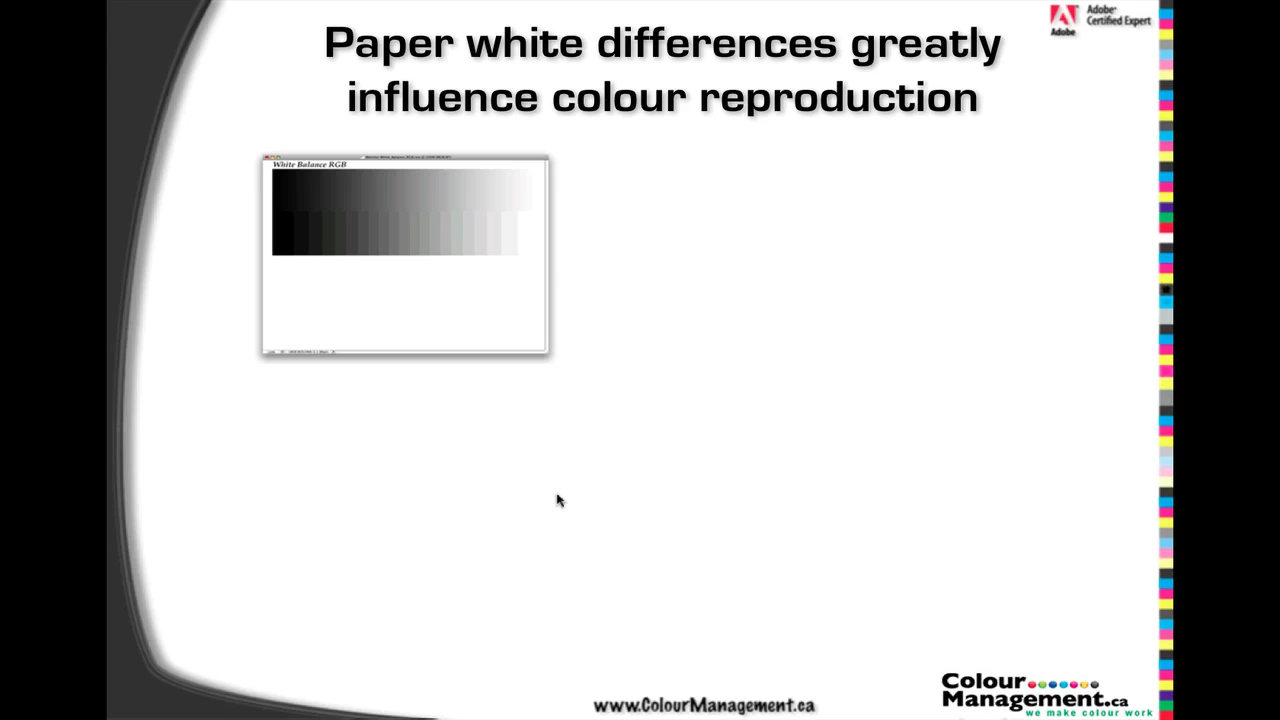 Paper white differences greatly
influence colour reproduction
Adobe
Adobe®
Certified Expert
White Balance RGB
www.ColourManagement.ca
Colour
Management.ca
we make colour work